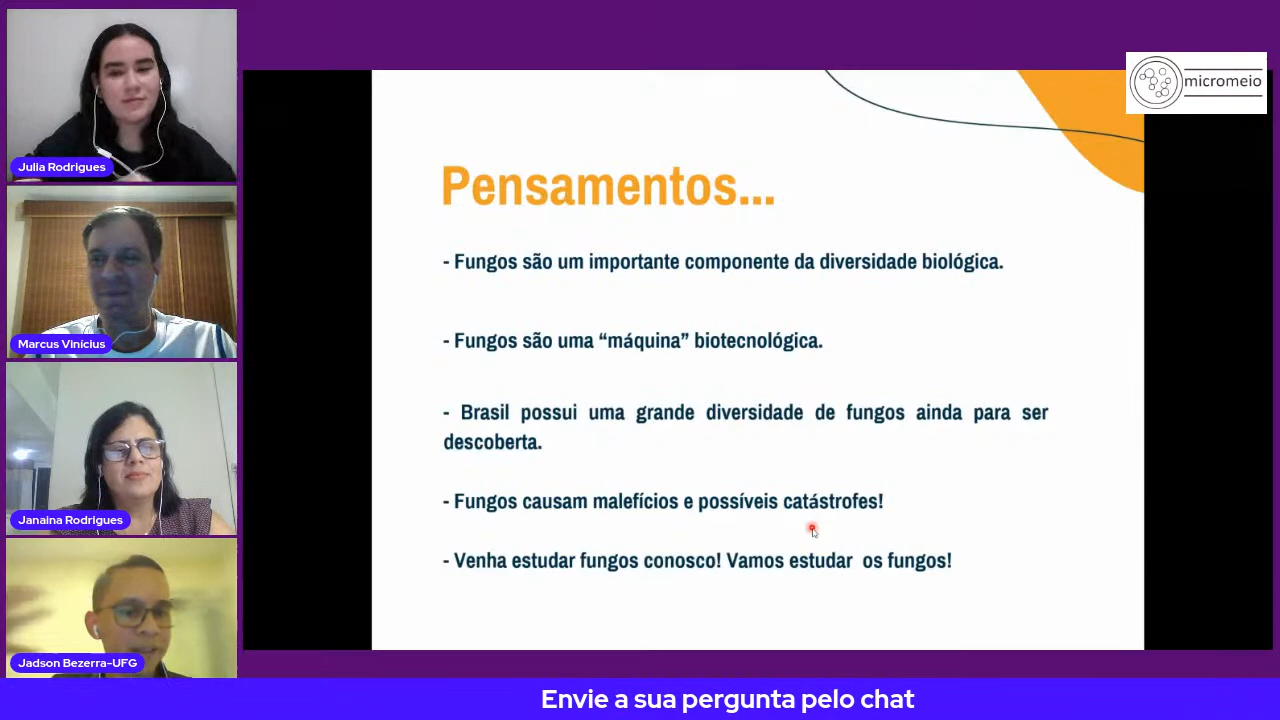 Julia Rodrigues
Marcus Vinícius
Janaina Rodrigues
Jadson Bezerra-UFG
micromeio
Pensamentos...
- Fungos são um importante componente da diversidade biológica.
- Fungos são uma “máquina” biotecnológica.
- Brasil possui uma grande diversidade de fungos ainda para ser
descoberta.
- Fungos causam malefícios e possíveis catástrofes!
- Venha estudar fungos conosco! Vamos estudar os fungos!
Envie a sua pergunta pelo chat